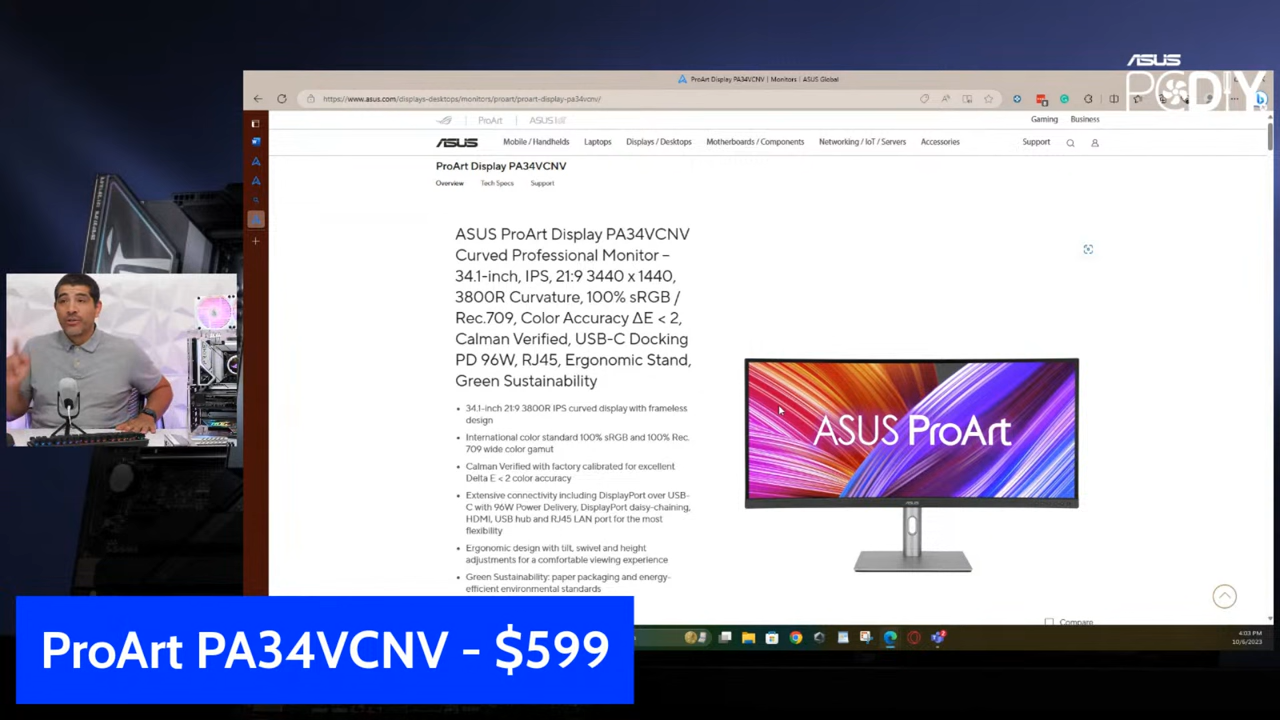 ASUS
PCDIY
ProArt Display PA34VCNV | Monitors | ASUS Global
https://www.asus.com/displays-desktops/monitors/proart/proart-display-pa34vcnv/
ProArt
Gaming
Business
ASUS
Mobile / Handhelds
Laptops
Displays / Desktops
Motherboards / Components
Networking / IoT / Servers
Accessories
Support
ProArt Display PA34VCNV
Overview
Tech Specs
Support
ASUS ProArt Display PA34VCNV
Curved Professional Monitor –
34.1-inch, IPS, 21:9 3440 x 1440,
3800R Curvature, 100% sRGB /
Rec.709, Color Accuracy ΔE < 2,
Calman Verified, USB-C Docking
PD 96W, RJ45, Ergonomic Stand,
Green Sustainability
• 34.1-inch 21:9 3800R IPS curved display with frameless
design
• International color standard 100% sRGB and 100% Rec.
709 wide color gamut
• Calman Verified with factory calibrated for excellent
Delta E < 2 color accuracy
• Extensive connectivity including DisplayPort over USB-
C with 96W Power Delivery, DisplayPort daisy-chaining,
HDMI, USB hub and RJ45 LAN port for the most
flexibility
• Ergonomic design with tilt, swivel and height
adjustments for a comfortable viewing experience
• Green Sustainability: paper packaging and energy-
efficient environmental standards
ASUS ProArt
Compare
4:03 PM
10/6/2023
ProArt PA34VCNV - $599